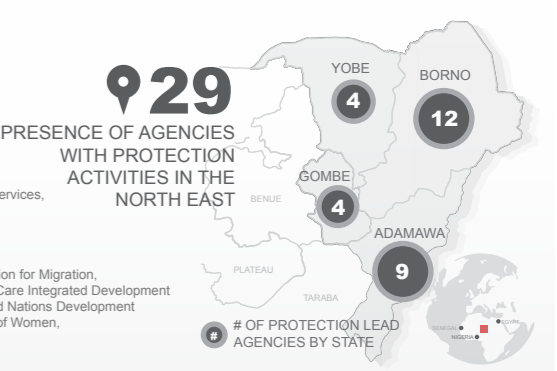 29
PRESENCE OF AGENCIES
WITH PROTECTION
ACTIVITIES IN THE
NORTH EAST
ervices,
ion for Migration,
Care Integrated Development
d Nations Development
of Women,
YOBE
4
BORNO
12
GOMBE
4
ADAMAWA
9
BENUE
PLATEAU
TARABA
#
# OF PROTECTION LEAD
AGENCIES BY STATE
SENEGAL
EGYPT
NIGERIA